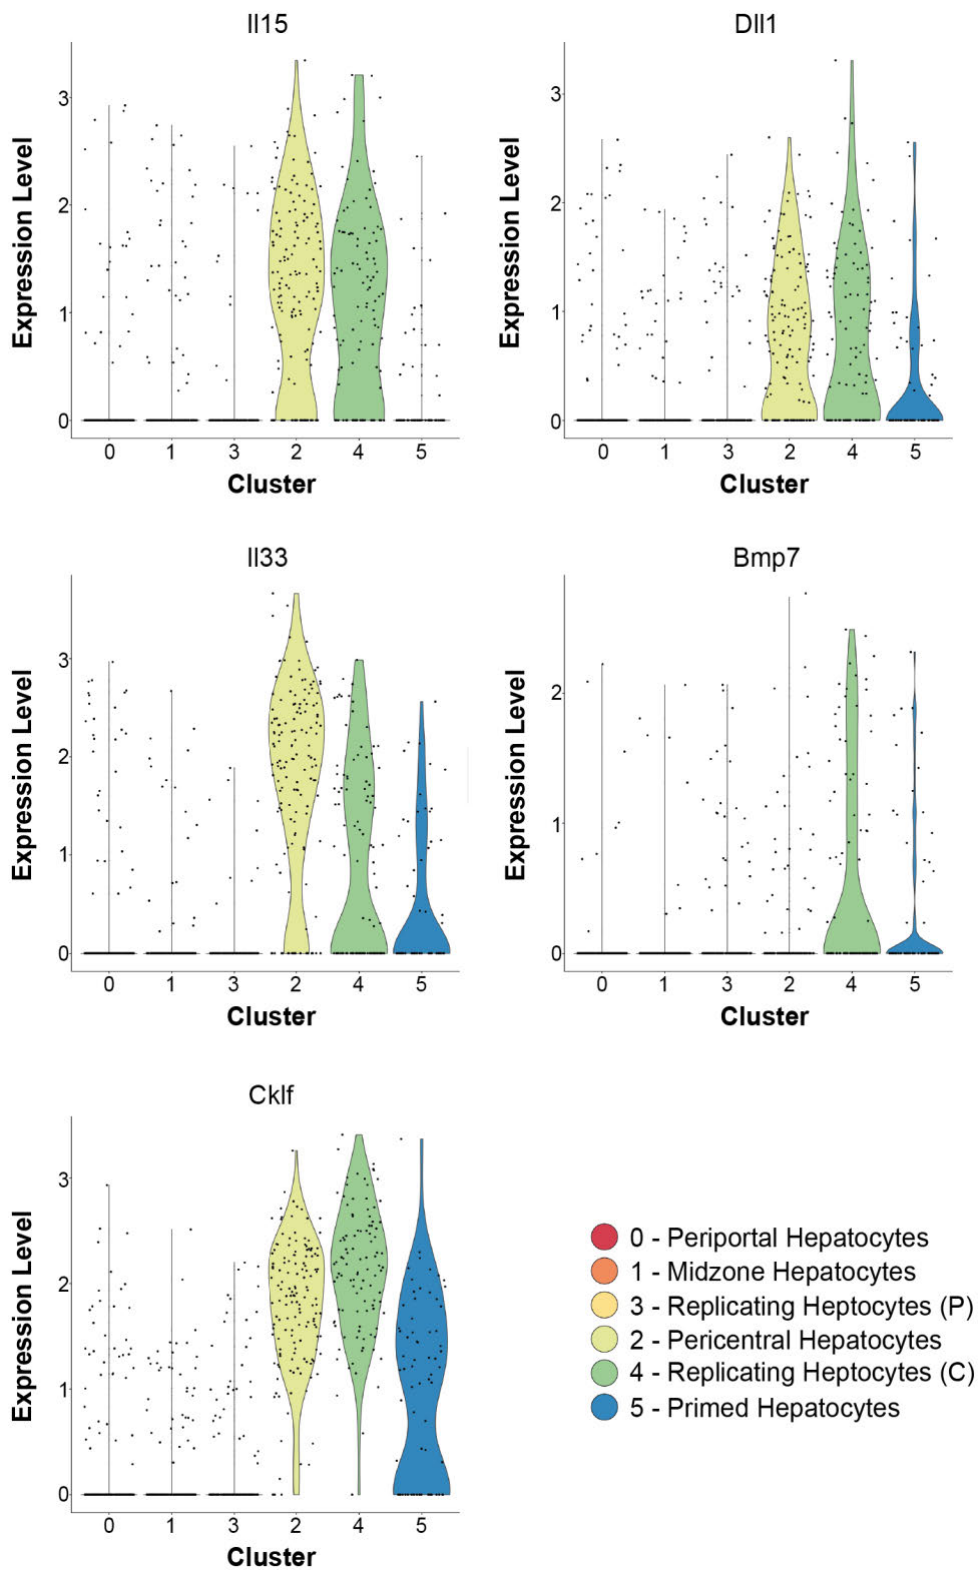 Il15
Expression Level
3
2
1
0
0 1 3 2 4 5
Cluster
Dll1
Expression Level
3
2
1
0
0 1 3 2 4 5
Cluster
Il33
Expression Level
3
2
1
0
0 1 3 2 4 5
Cluster
Bmp7
Expression Level
2
1
0
0 1 3 2 4 5
Cluster
Cklf
Expression Level
3
2
1
0
0 1 3 2 4 5
Cluster
0 - Periportal Hepatocytes
1 - Midzone Hepatocytes
3 - Replicating Heptocytes (P)
2 - Pericentral Hepatocytes
4 - Replicating Heptocytes (C)
5 - Primed Hepatocytes